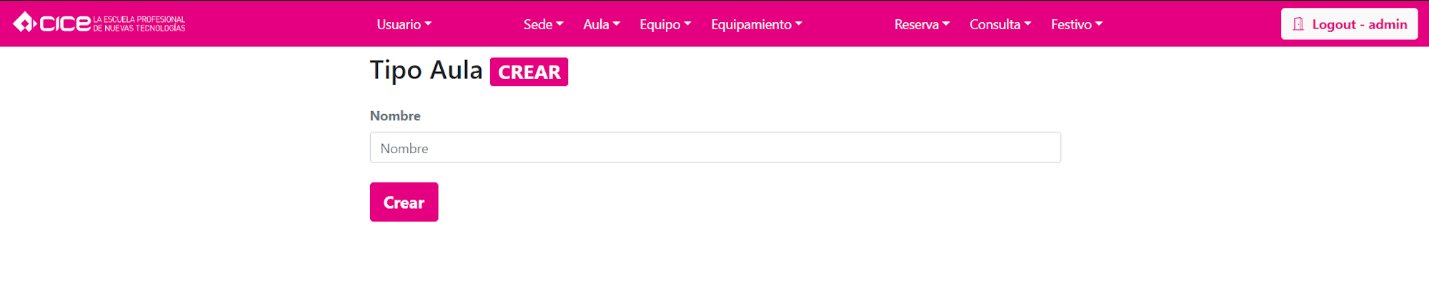 CICE LA ESCUELA PROFESIONAL
DE NUEVAS TECNOLOGÍAS
Usuario Sede Aula Equipo Equipamiento Reserva Consulta Festivo Logout - admin
Tipo Aula CREAR
Nombre
Nombre
Crear